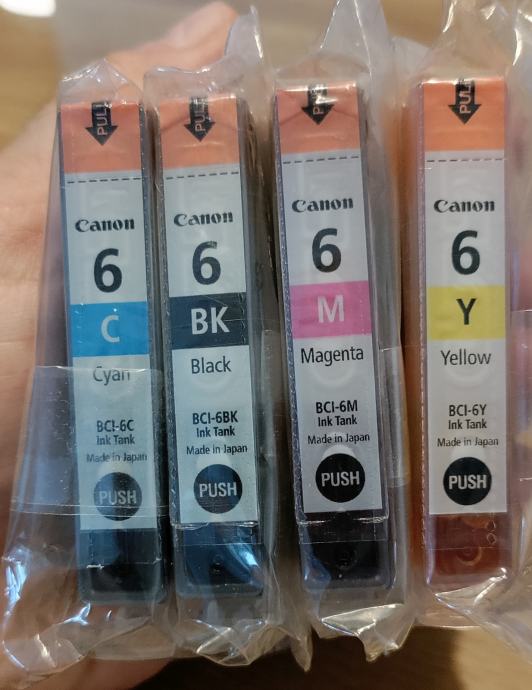 PULL
Canon
6
C
Cyan
BCI-6C
Ink Tank
Made in Japan
PUSH
PULL
Canon
6
BK
Black
BCI-6BK
Ink Tank
Made in Japan
PUSH
Canon
6
M
Magenta
BCI-6M
Ink Tank
Made in Japan
PUSH
PULL
Canon
6
Y
Yellow
BCI-6Y
Ink Tank
Made in Japan
PUSH